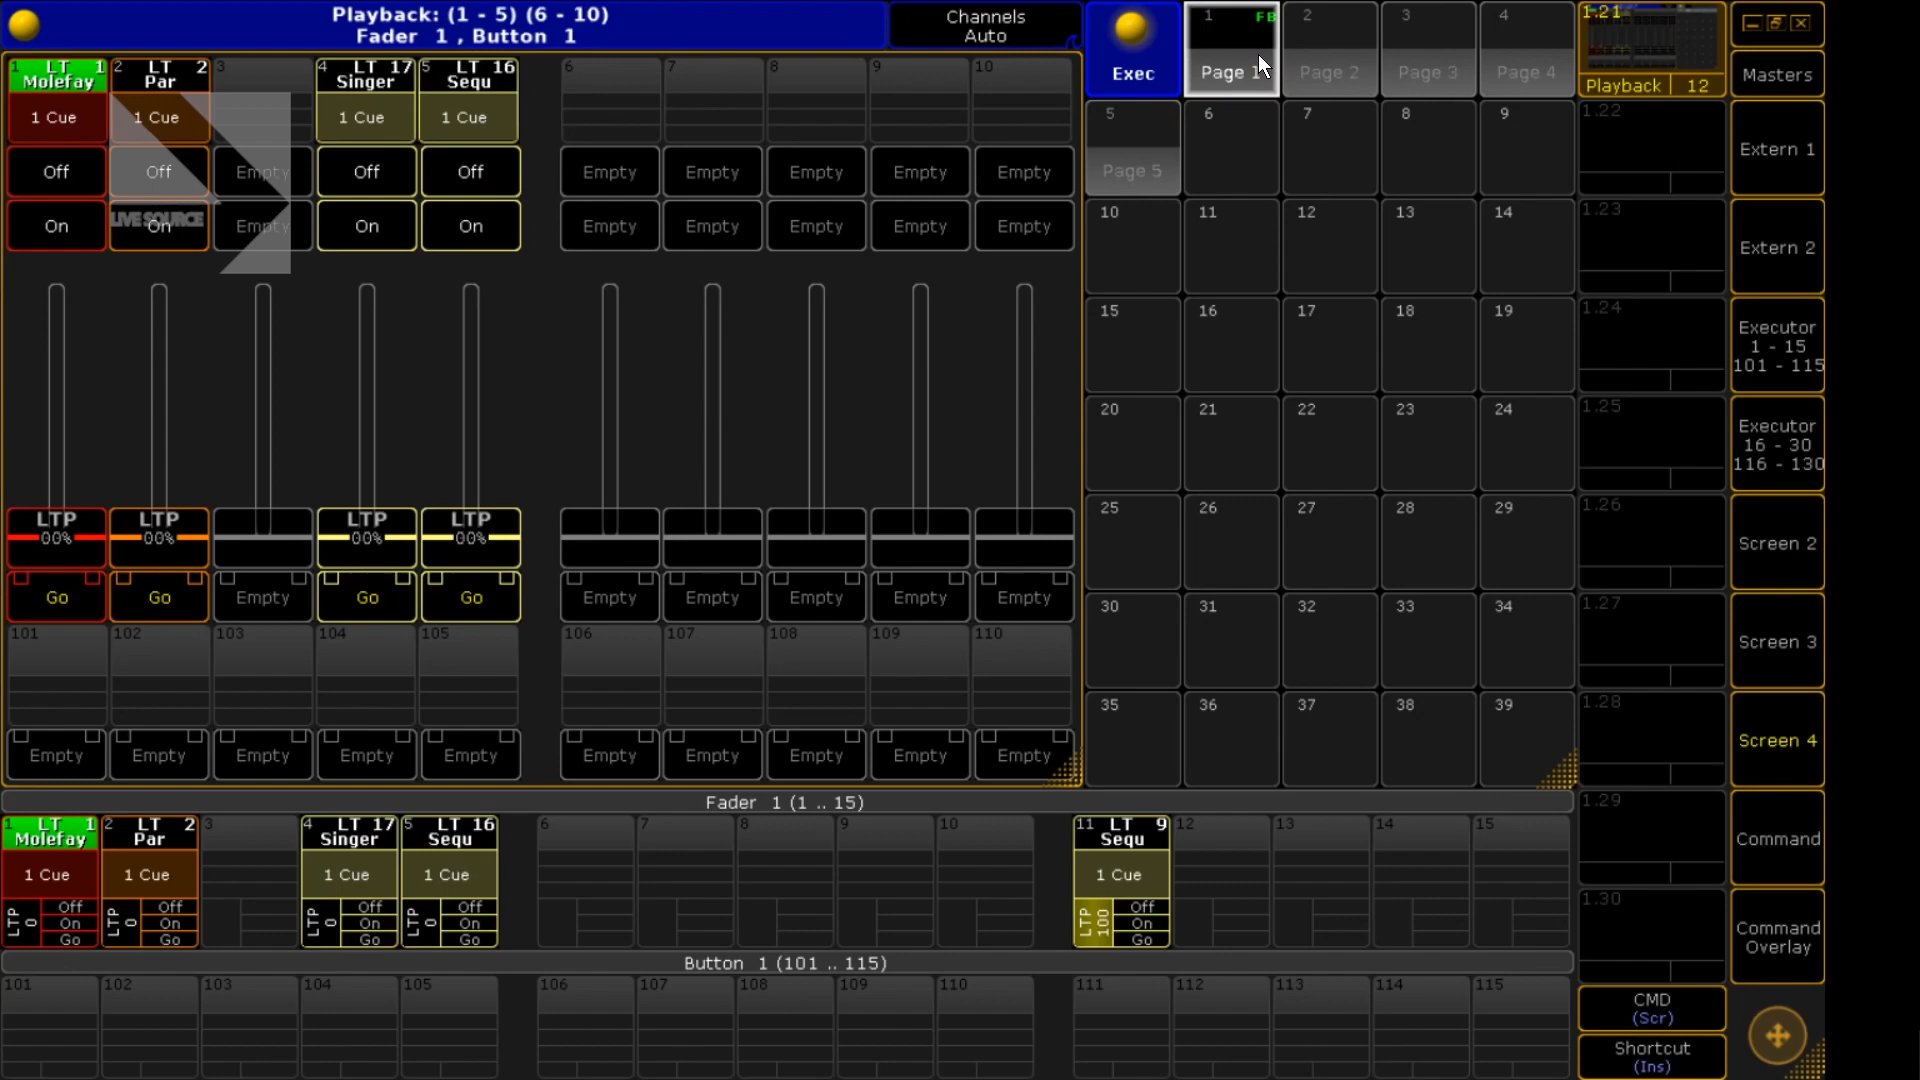 Playback: (1 - 5) (6 - 10)
Fader 1 , Button 1
Channels
Auto
Exec
1 FB
Page 1
2
Page 2
3
Page 3
4
Page 4
1.21
Playback 12
Masters
1 LT 1
Molefay
1 Cue
Off
On
2 LT 2
Par
1 Cue
Off
On
3
Empty
Empty
4 LT 17
Singer
1 Cue
Off
On
5 LT 16
Sequ
1 Cue
Off
On
LIVE SOURCE
6 7 8 9 10
Empty Empty Empty Empty Empty
Empty Empty Empty Empty Empty
5
Page 5
6 7 8 9
10 11 12 13 14
15 16 17 18 19
20 21 22 23 24
25 26 27 28 29
30 31 32 33 34
35 36 37 38 39
1.22
1.23
1.24
1.25
1.26
1.27
1.28
1.29
1.30
Extern 1
Extern 2
Executor
1 - 15
101 - 115
Executor
16 - 30
116 - 130
Screen 2
Screen 3
Screen 4
Command
Command
Overlay
LTP LTP LTP LTP
00% 00% 00% 00%
Go Go Empty Go Go Empty Empty Empty Empty Empty
101 102 103 104 105 106 107 108 109 110
Empty Empty Empty Empty Empty Empty Empty Empty Empty Empty
Fader 1 (1 .. 15)
1 LT 1
Molefay
1 Cue
LTP 0
Off
On
Go
2 LT 2
Par
1 Cue
LTP 0
Off
On
Go
3
4 LT 17
Singer
1 Cue
LTP 0
Off
On
Go
5 LT 16
Sequ
1 Cue
LTP 0
Off
On
Go
6 7 8 9 10
11 LT 9
Sequ
1 Cue
LTP 100
Off
On
Go
12 13 14 15
Button 1 (101 .. 115)
101 102 103 104 105 106 107 108 109 110 111 112 113 114 115
CMD
(Scr)
Shortcut
(Ins)